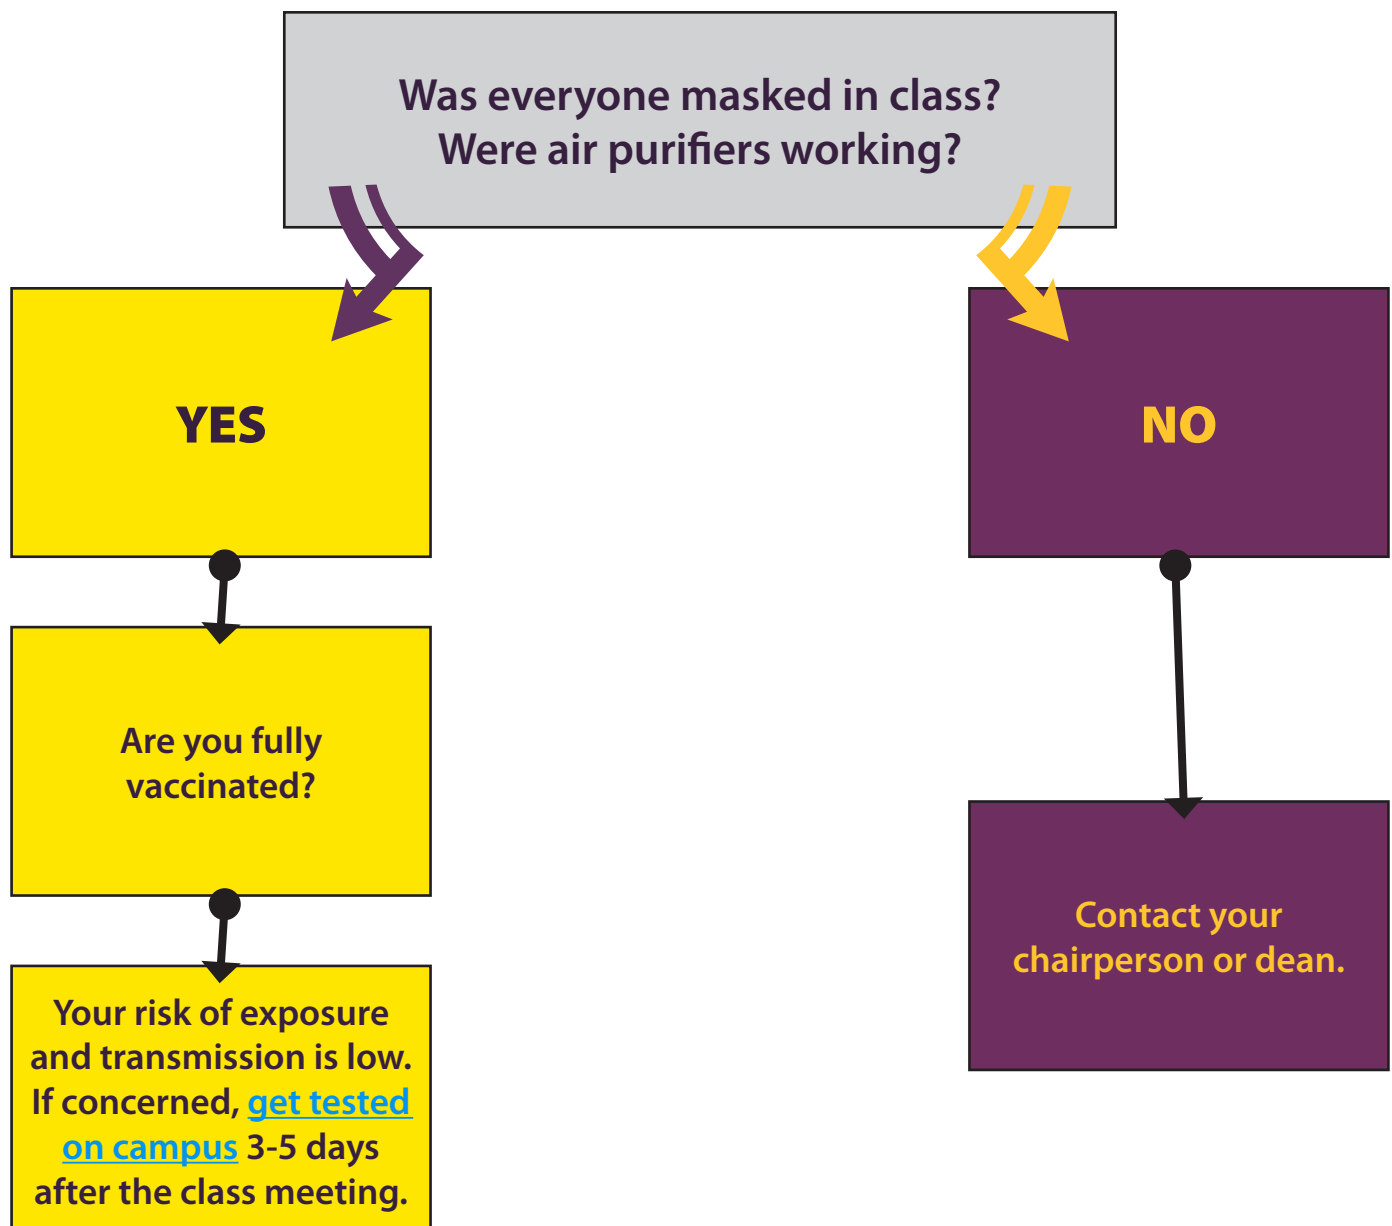 Was everyone masked in class?
Were air purifiers working?
YES
NO
Are you fully
vaccinated?
Contact your
chairperson or dean.
Your risk of exposure
and transmission is low.
If concerned, get tested
on campus 3-5 days
after the class meeting.